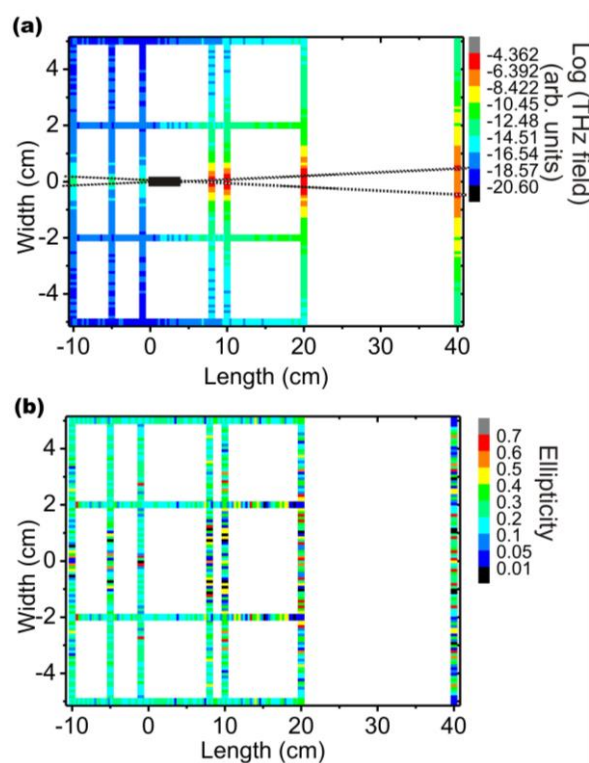 (a)
4
2
0
-2
-4
Width (cm)
-10 0 10 20 30 40
Length (cm)
-4.362
-6.392
-8.422
-10.45
-12.48
-14.51
-16.54
-18.57
-20.60
Log (THz field)
(arb. units)
(b)
4
2
0
-2
-4
Width (cm)
-10 0 10 20 30 40
Length (cm)
0.7
0.6
0.5
0.4
0.3
0.2
0.1
0.05
0.01
Ellipticity